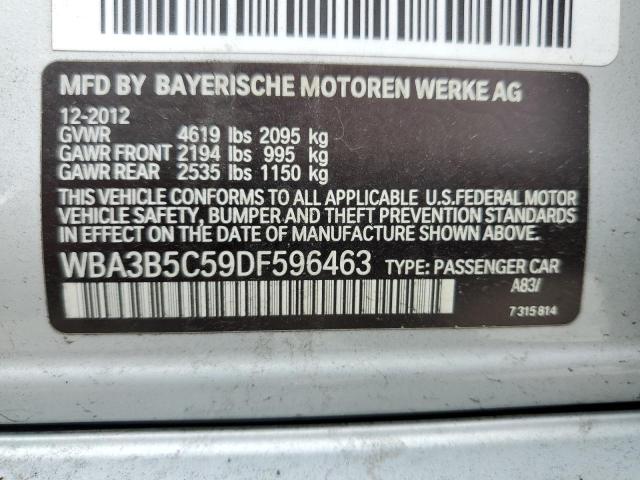 MFD BY BAYERISCHE MOTOREN WERKE AG
12-2012
GVWR 4619 lbs 2095 kg
GAWR FRONT 2194 lbs 995 kg
GAWR REAR 2535 lbs 1150 kg
THIS VEHICLE CONFORMS TO ALL APPLICABLE U.S.FEDERAL MOTOR
VEHICLE SAFETY, BUMPER AND THEFT PREVENTION STANDARDS
IN EFFECT ON THE DATE OF MANUFACTURE SHOWN ABOVE.
WBA3B5C59DF596463 TYPE: PASSENGER CAR
A83/
7315814